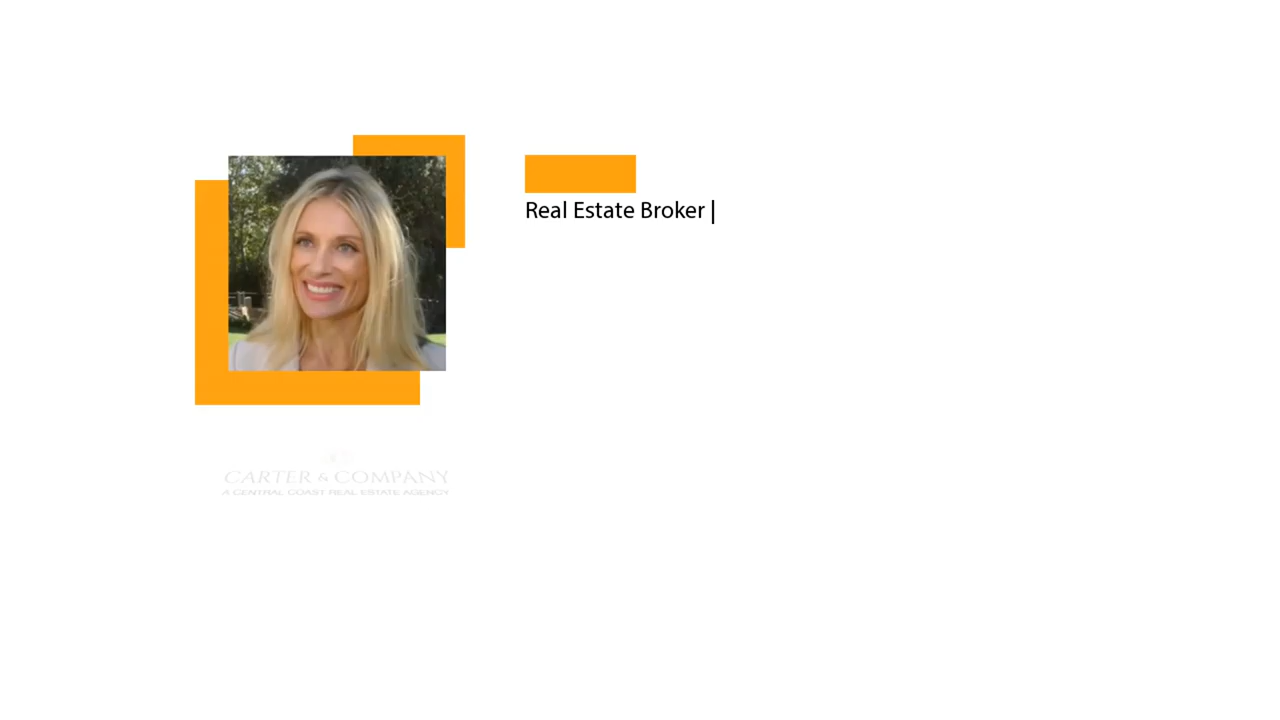 Real Estate Broker |
CARTER & COMPANY
A CENTRAL COAST REAL ESTATE AGENCY